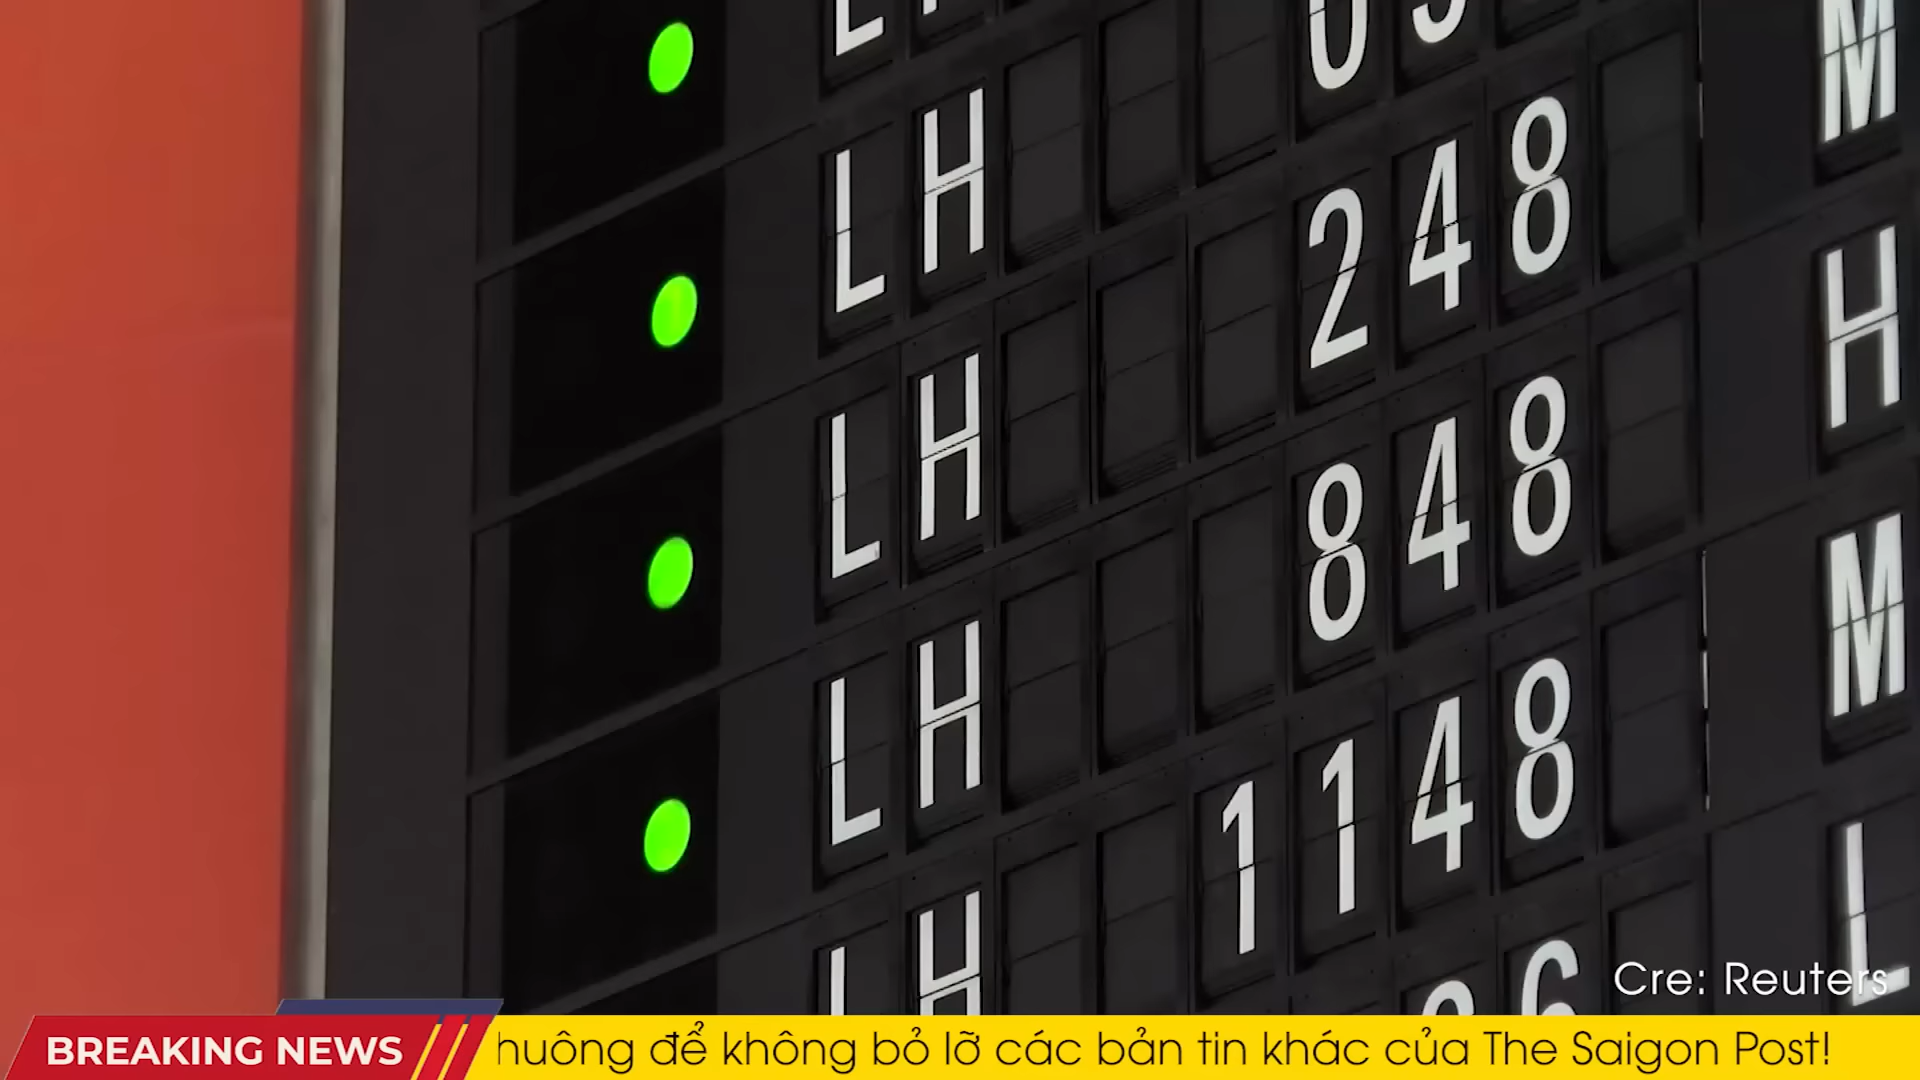 M
LH 248 H
LH 848 M
LH 1148 L
LH
Cre: Reuters
BREAKING NEWS
huông để không bỏ lỡ các bản tin khác của The Saigon Post!